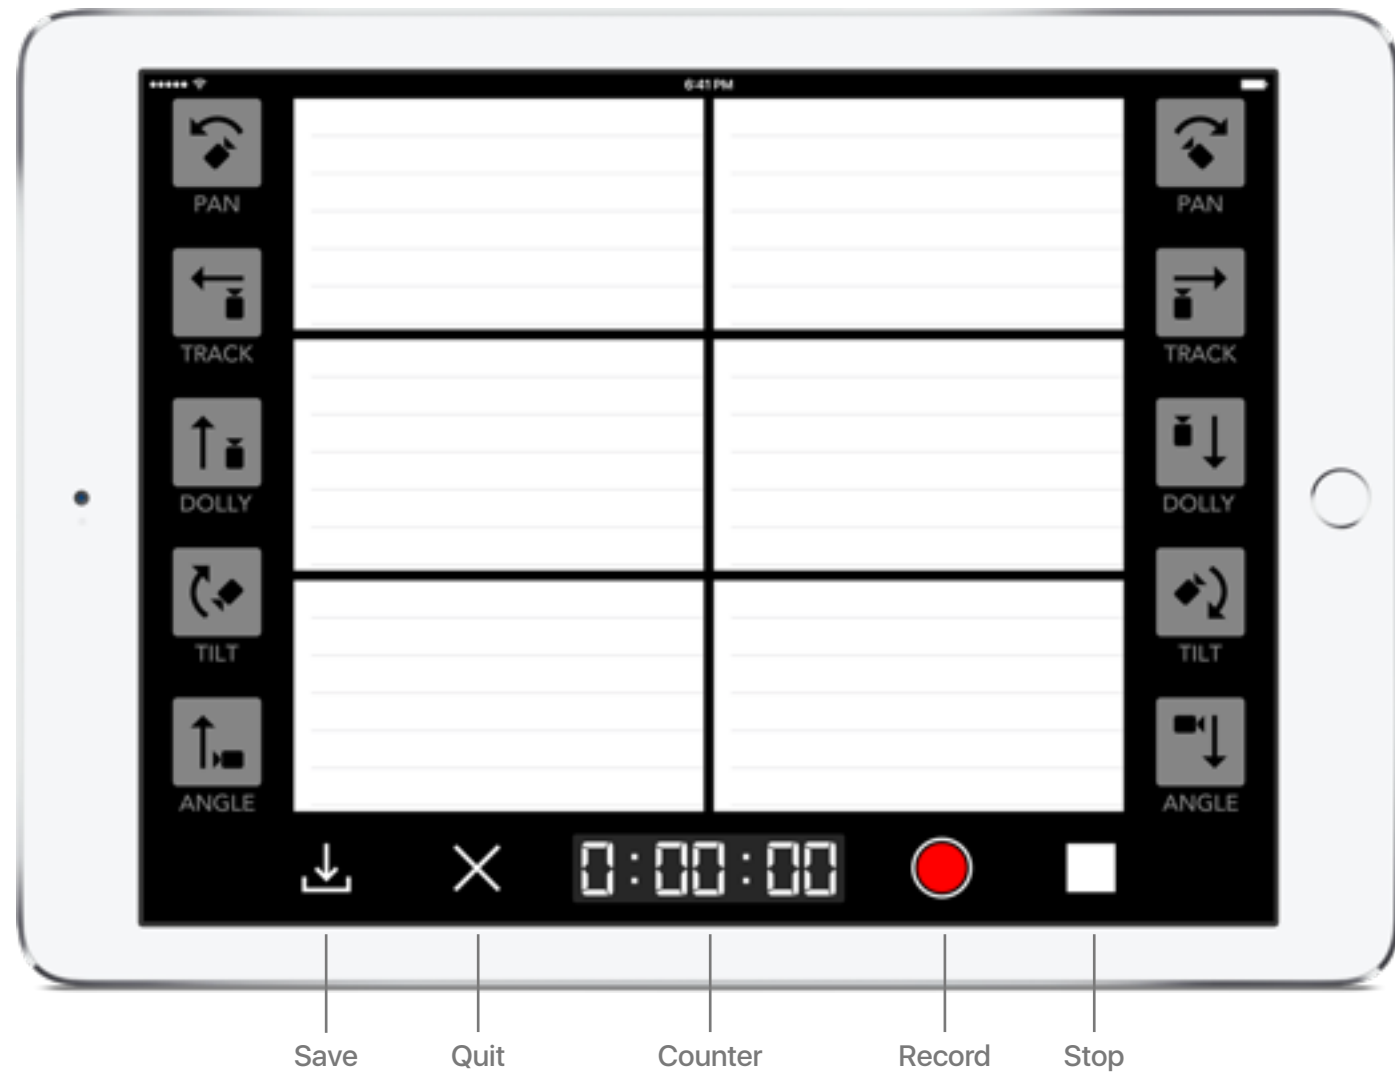 6:41 PM
PAN
PAN
TRACK
TRACK
DOLLY
DOLLY
TILT
TILT
ANGLE
ANGLE
0:00:00
Save Quit Counter Record Stop